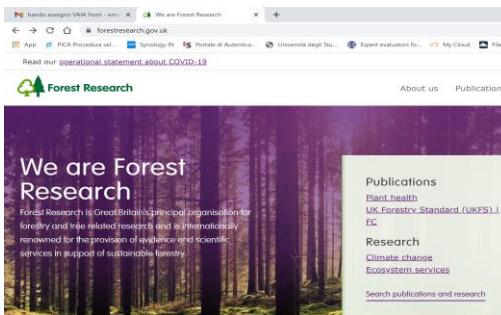 bando assegno VAIA front - ema
We are Forest Research
forestresearch.gov.uk
App
PICA Procedura sel...
Synology IN
Portale di Autentica...
Università degli Stu...
Expert evaluators fo...
My Cloud
File
Read our operational statement about COVID-19
Forest Research
About us
Publication
We are Forest
Research
Forest Research is Great Britain's principal organisation for
forestry and tree related research and is internationally
renowned for the provision of evidence and scientific
services in support of sustainable forestry.
Publications
Plant health
UK Forestry Standard (UKFS) |
FC
Research
Climate change
Ecosystem services
Search publications and research